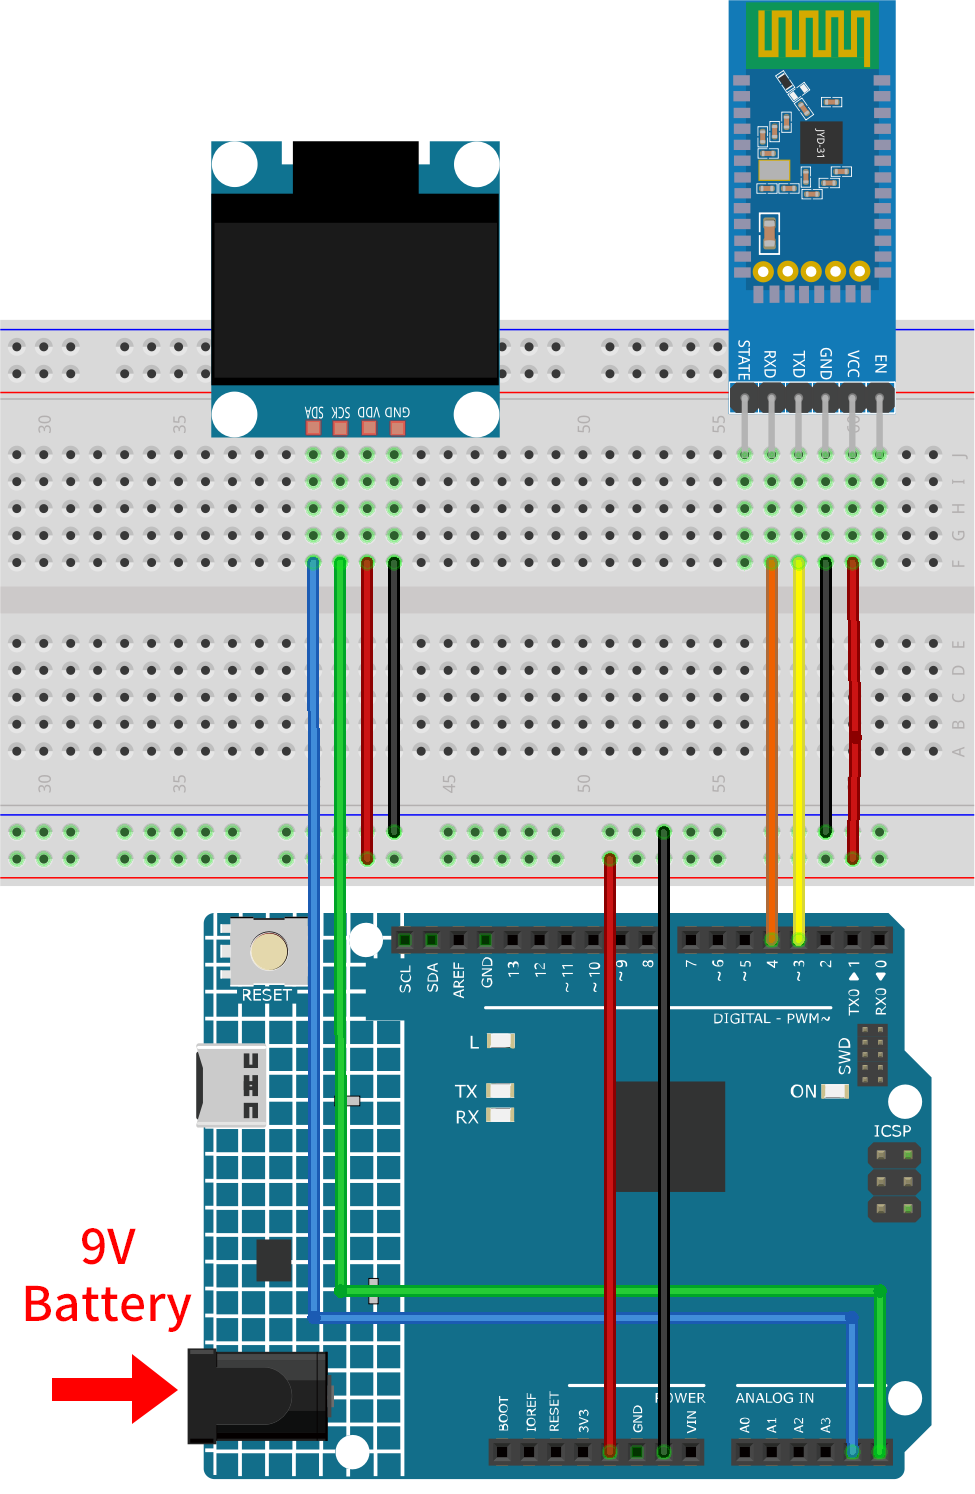 JYD-31
STATE
RXD
TXD
GND
VCC
EN
SDA
SCK
VDD
GND
30
35
50
55
60
J
I
H
G
F
E
D
C
B
A
30
35
45
50
55
RESET
SCL
SDA
AREF
GND
13
12
~11
~10
~9
8
7
~6
~5
4
~3
2
TX0▶1
RX0◀0
DIGITAL - PWM~
L
TX
RX
ON
SWD
ICSP
9V
Battery
BOOT
IOREF
RESET
3V3
GND
VIN
POWER
ANALOG IN
A0
A1
A2
A3